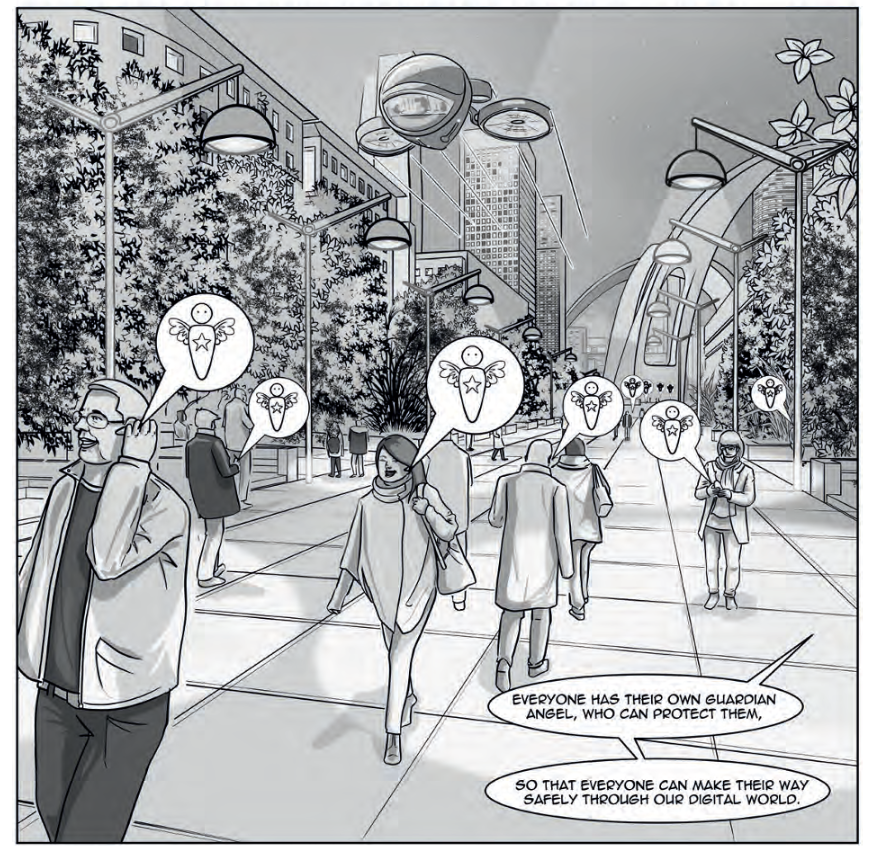 EVERYONE HAS THEIR OWN GUARDIAN
ANGEL, WHO CAN PROTECT THEM,
SO THAT EVERYONE CAN MAKE THEIR WAY
SAFELY THROUGH OUR DIGITAL WORLD.